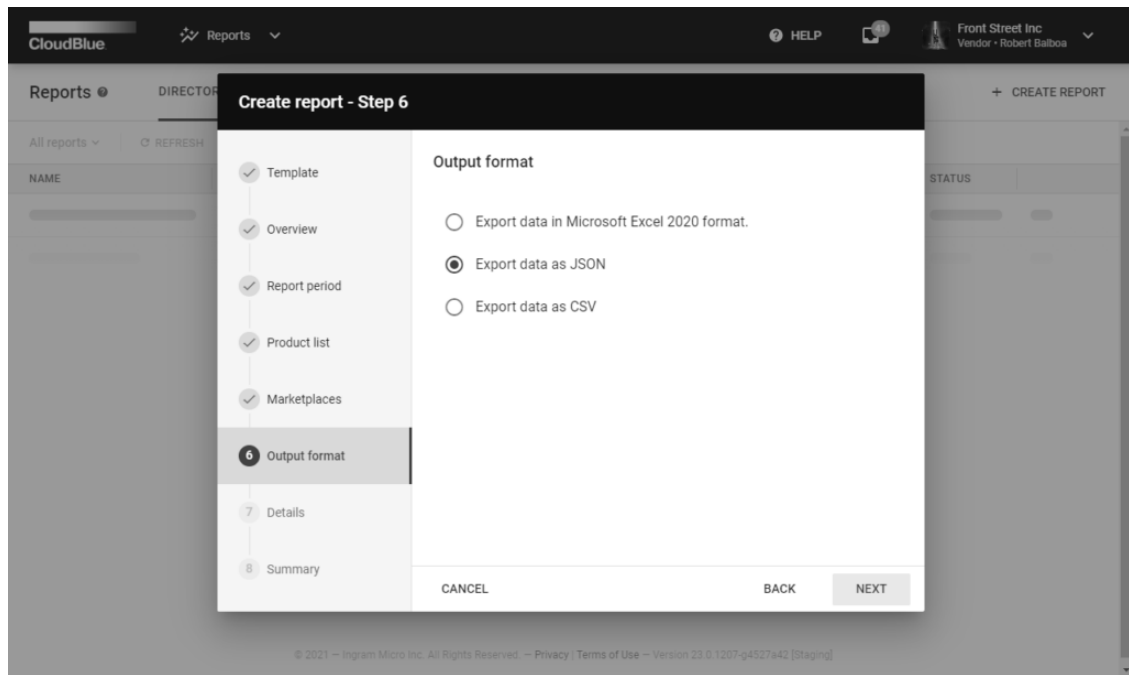 CloudBlue
Reports
HELP
41
Front Street Inc
Vendor • Robert Balboa
Reports
DIRECTOR
+ CREATE REPORT
All reports
REFRESH
NAME
STATUS
Create report - Step 6
Template
Overview
Report period
Product list
Marketplaces
6 Output format
7 Details
8 Summary
Output format
Export data in Microsoft Excel 2020 format.
Export data as JSON
Export data as CSV
CANCEL
BACK
NEXT
© 2021 — Ingram Micro Inc. All Rights Reserved. — Privacy | Terms of Use — Version 23.0.1207-g4527a42 [Staging]